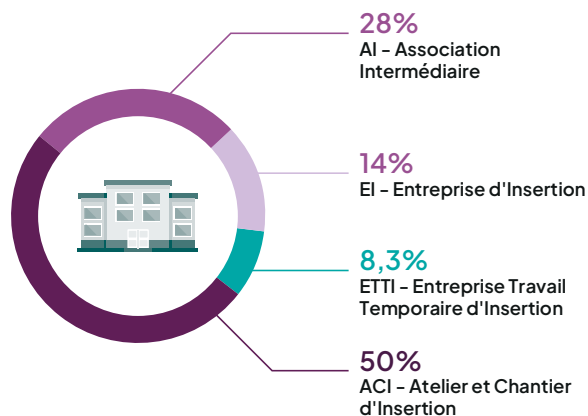 28%
AI – Association
Intermédiaire
14%
EI – Entreprise d'Insertion
8,3%
ETTI – Entreprise Travail
Temporaire d'Insertion
50%
ACI – Atelier et Chantier
d'Insertion